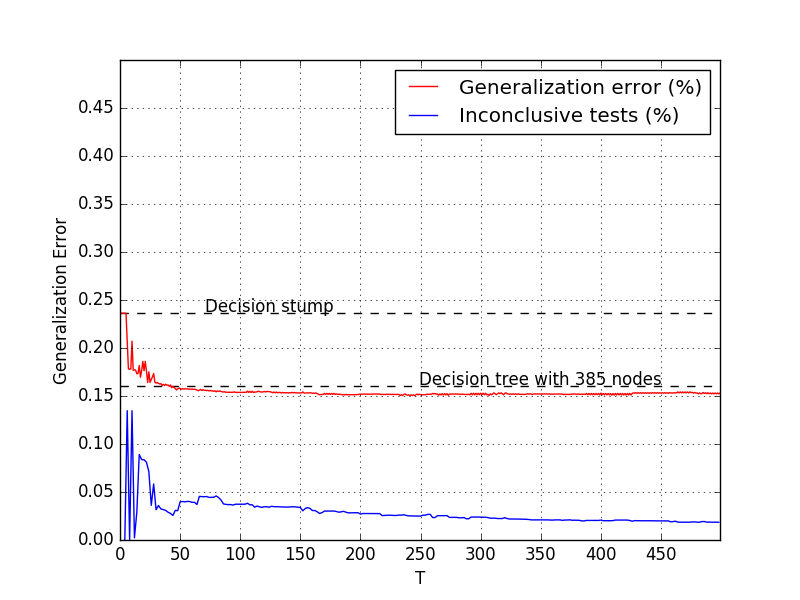 Generalization error (%)
Inconclusive tests (%)
0.45
0.40
0.35
0.30
0.25
0.20
0.15
0.10
0.05
0.00
Generalization Error
Decision stump
Decision tree with 385 nodes
0 50 100 150 200 250 300 350 400 450
T